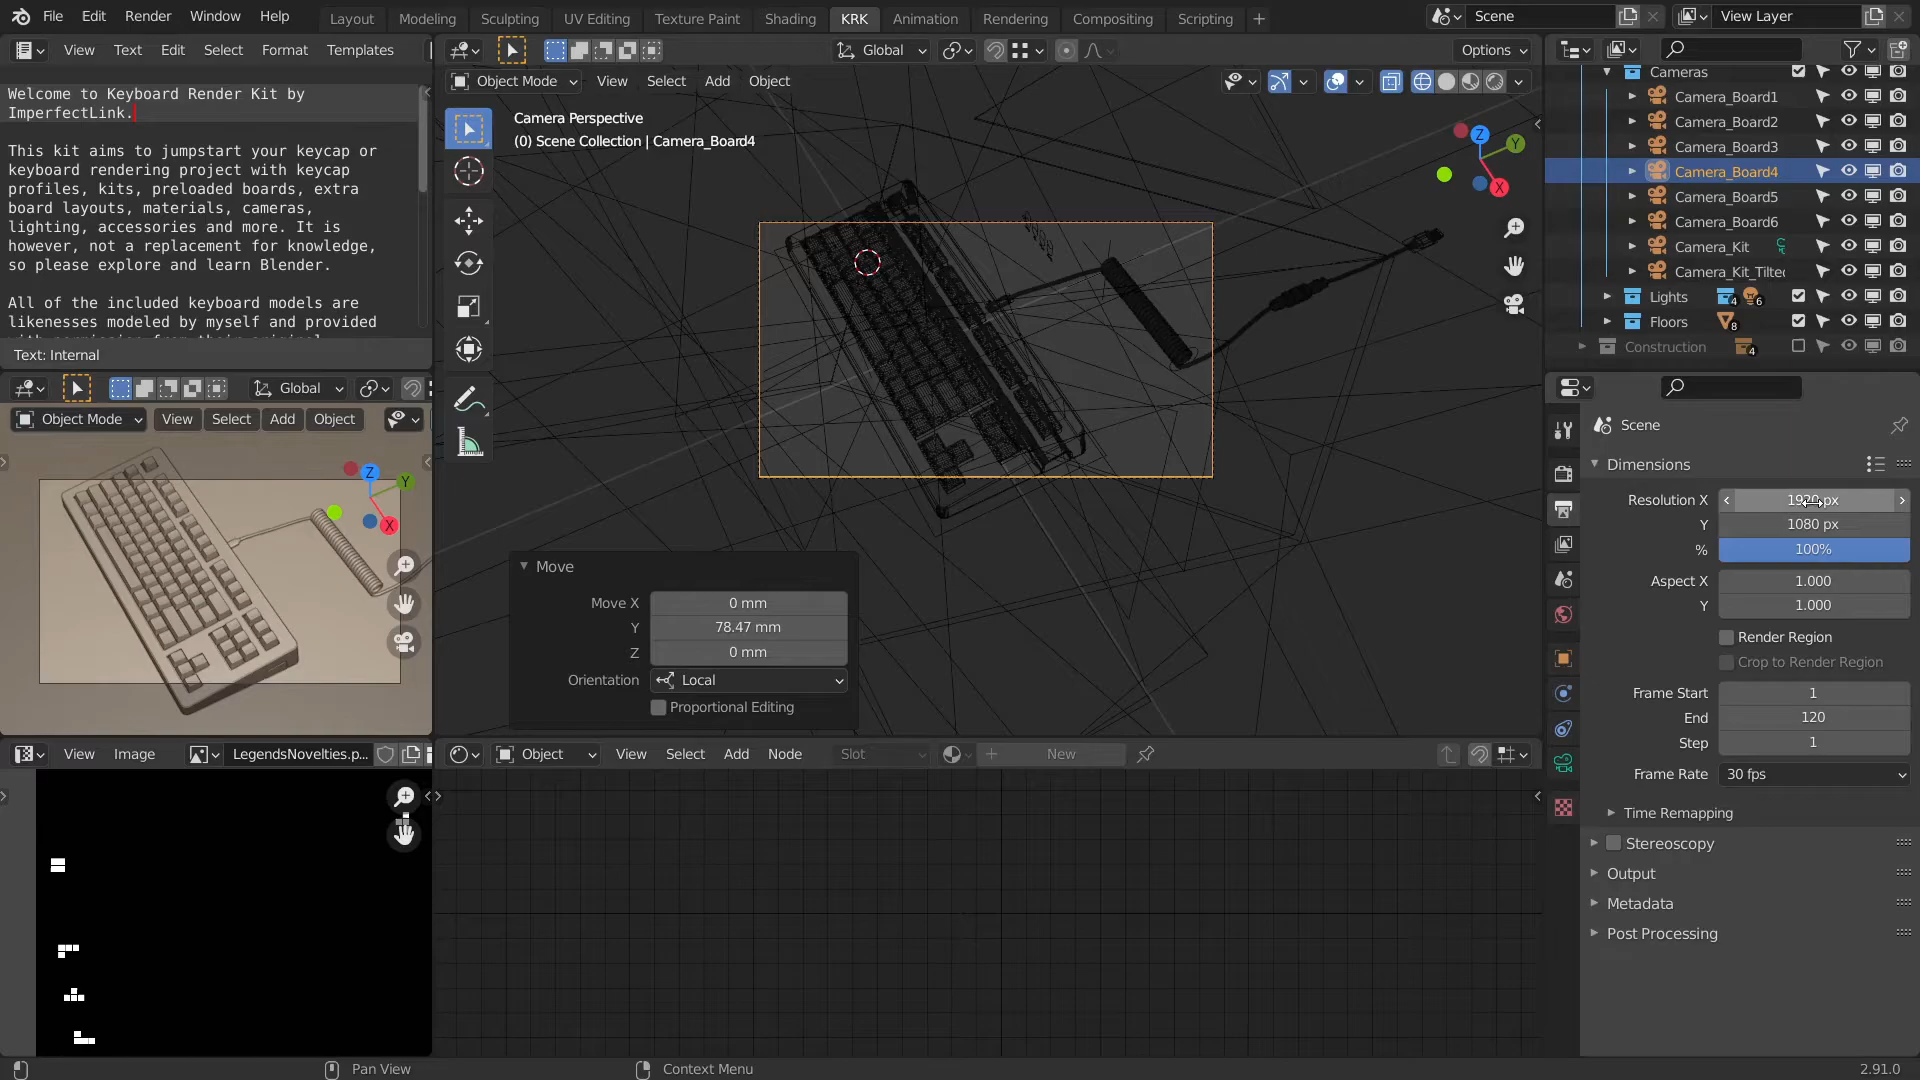 File Edit Render Window Help Layout Modeling Sculpting UV Editing Texture Paint Shading KRK Animation Rendering Compositing Scripting + Scene View Layer
View Text Edit Select Format Templates
Welcome to Keyboard Render Kit by
ImperfectLink.
This kit aims to jumpstart your keycap or
keyboard rendering project with keycap
profiles, kits, preloaded boards, extra
board layouts, materials, cameras,
lighting, accessories and more. It is
however, not a replacement for knowledge,
so please explore and learn Blender.
All of the included keyboard models are
likenesses modeled by myself and provided
Text: Internal
Global Options
Object Mode View Select Add Object
Camera Perspective
(0) Scene Collection | Camera_Board4
Z
Y
X
Move
Move X 0 mm
Y 78.47 mm
Z 0 mm
Orientation Local
Proportional Editing
Global
Object Mode View Select Add Object
Z
Y
X
View Image LegendsNovelties.p...
Object View Select Add Node Slot New
Cameras
Camera_Board1
Camera_Board2
Camera_Board3
Camera_Board4
Camera_Board5
Camera_Board6
Camera_Kit
Camera_Kit_Tilted
Lights 4 6
Floors 8
Construction 4
Scene
Dimensions
Resolution X 1920 px
Y 1080 px
% 100%
Aspect X 1.000
Y 1.000
Render Region
Crop to Render Region
Frame Start 1
End 120
Step 1
Frame Rate 30 fps
Time Remapping
Stereoscopy
Output
Metadata
Post Processing
Pan View Context Menu 2.91.0